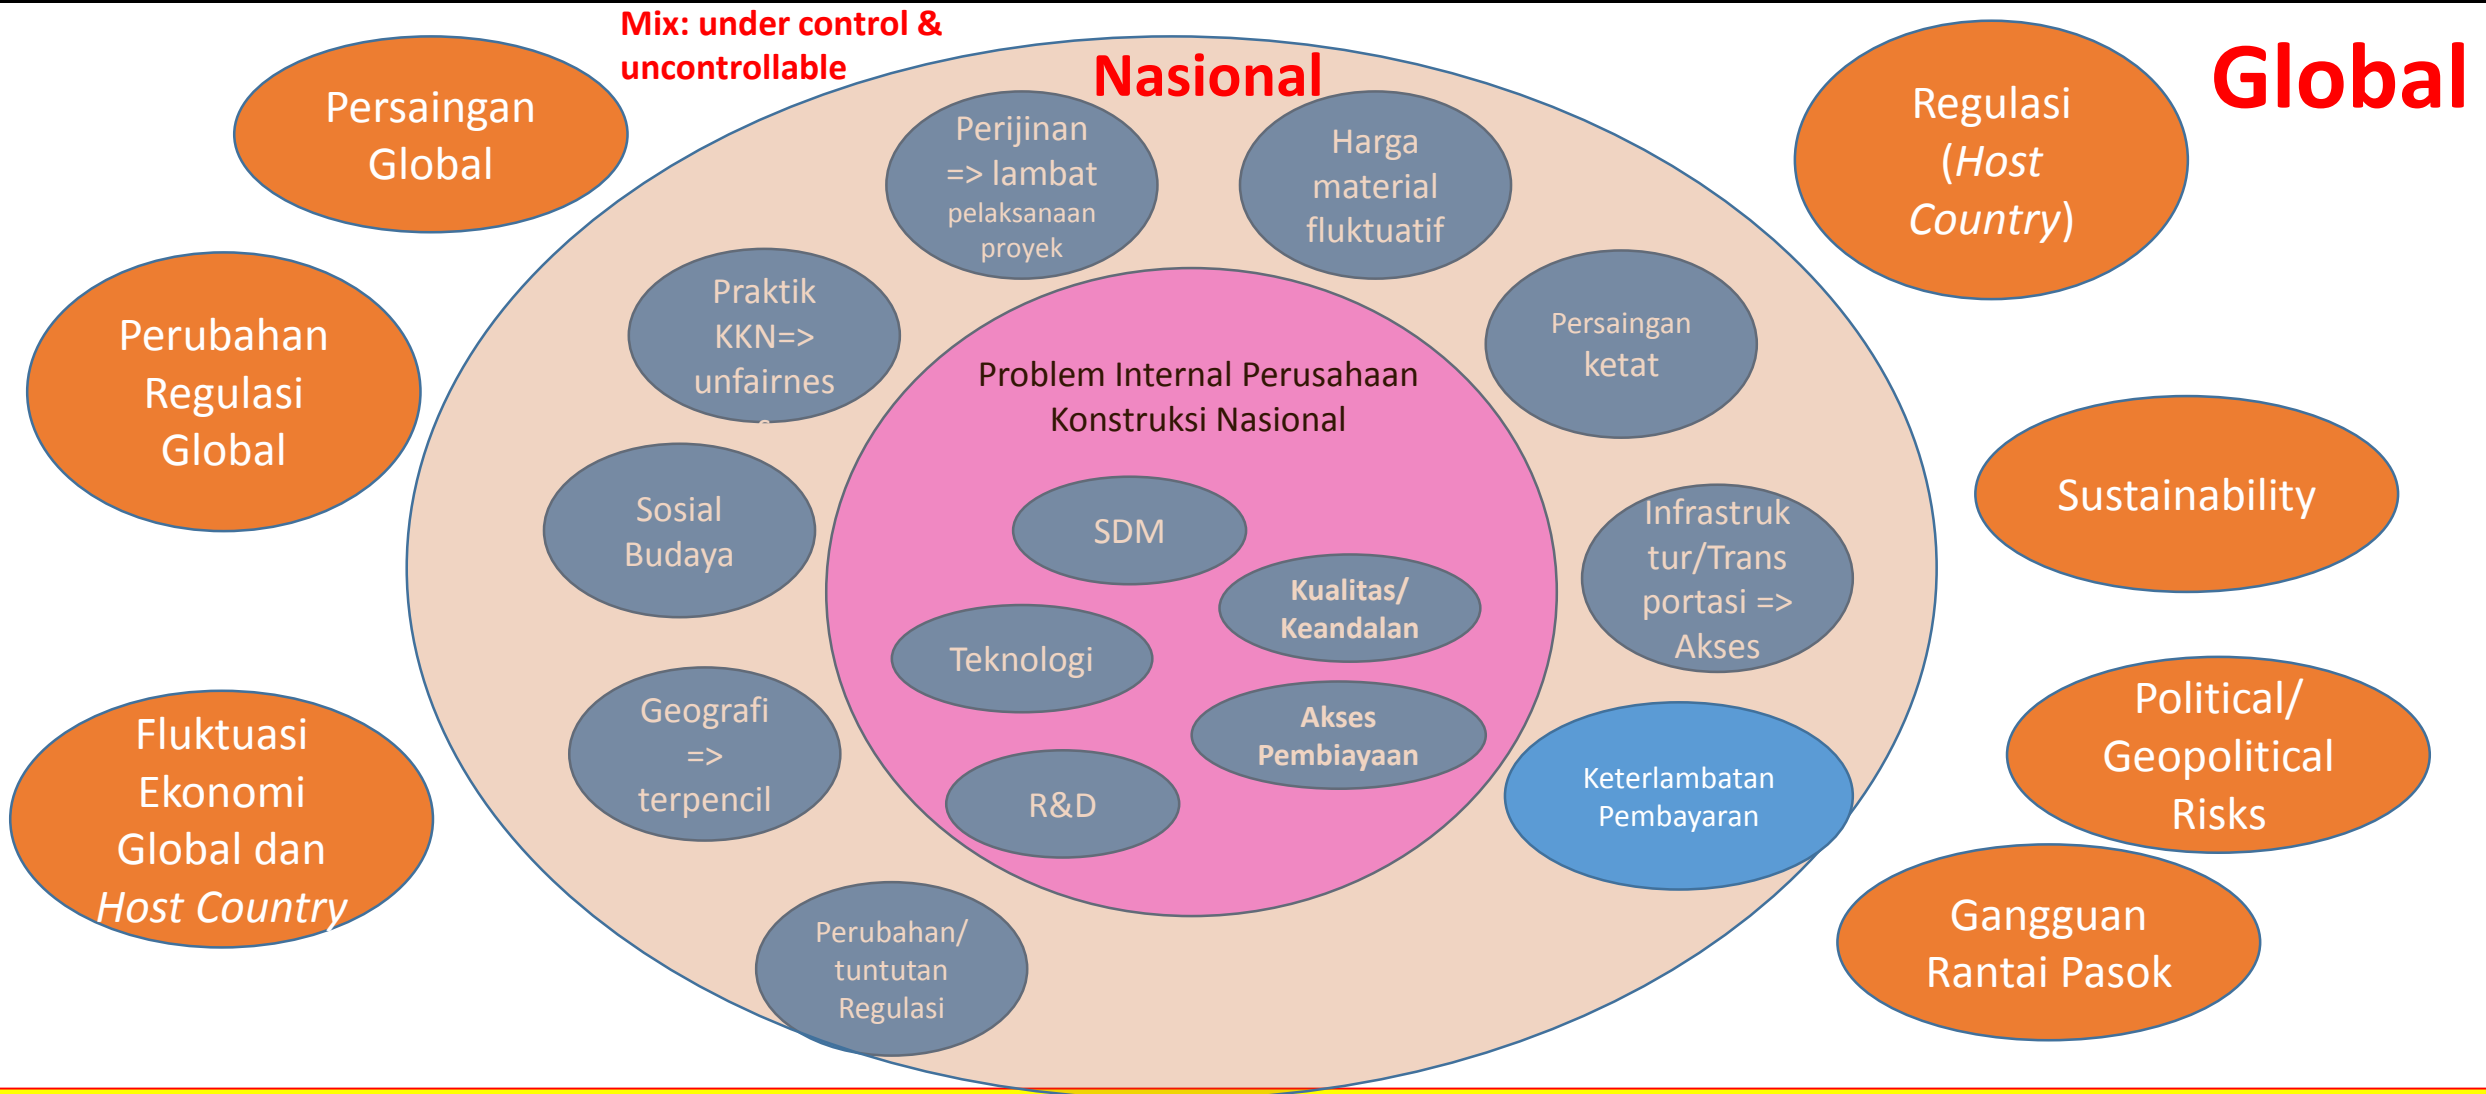 Mix: under control &
uncontrollable
Nasional
Global
Persaingan
Global
Perubahan
Regulasi
Global
Fluktuasi
Ekonomi
Global dan
Host Country
Perijinan
=> lambat
pelaksanaan
proyek
Harga
material
fluktuatif
Praktik
KKN=>
unfairnes
s
Persaingan
ketat
Sosial
Budaya
Infrastruk
tur/Trans
portasi =>
Akses
Geografi
=>
terpencil
Keterlambatan
Pembayaran
Perubahan/
tuntutan
Regulasi
Problem Internal Perusahaan
Konstruksi Nasional
SDM
Kualitas/
Keandalan
Teknologi
Akses
Pembiayaan
R&D
Regulasi
(Host
Country)
Sustainability
Political/
Geopolitical
Risks
Gangguan
Rantai Pasok